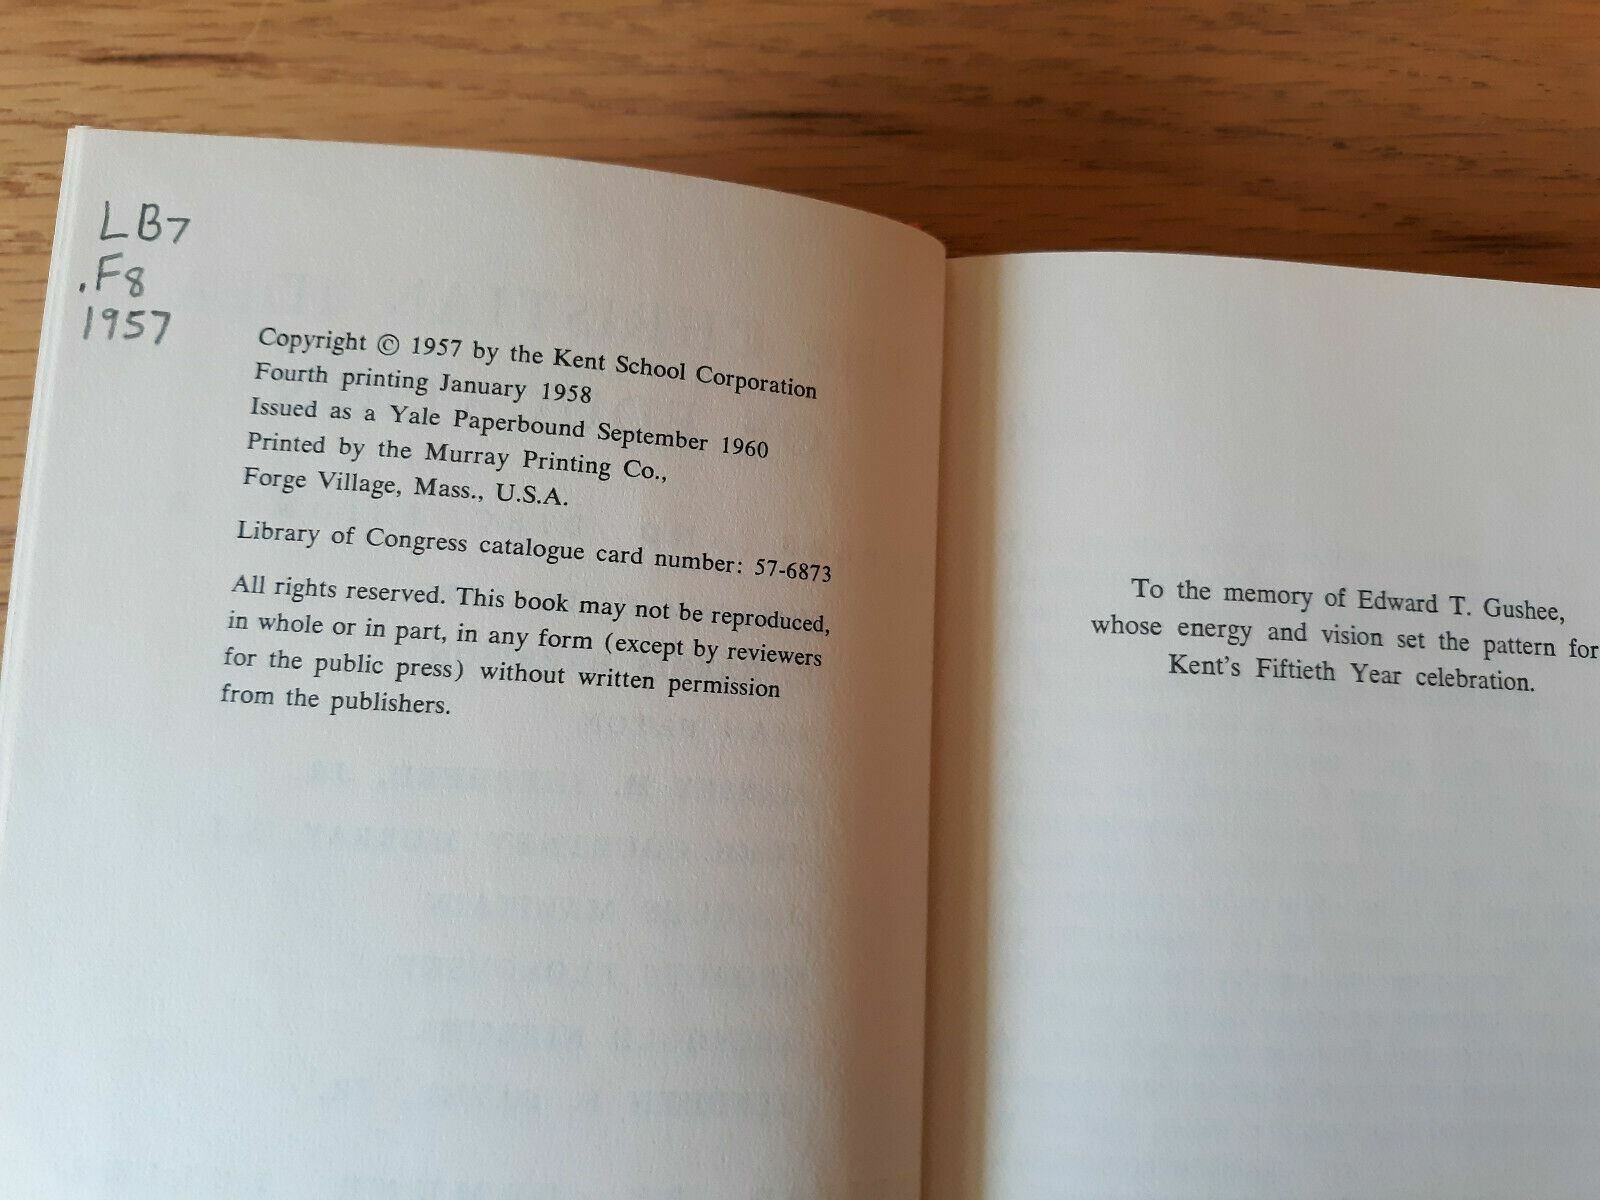 LB7
.F8
1957
Copyright © 1957 by the Kent School Corporation
Fourth printing January 1958
Issued as a Yale Paperbound September 1960
Printed by the Murray Printing Co.,
Forge Village, Mass., U.S.A.
Library of Congress catalogue card number: 57-6873
All rights reserved. This book may not be reproduced,
in whole or in part, in any form (except by reviewers
for the public press) without written permission
from the publishers.
To the memory of Edward T. Gushee,
whose energy and vision set the pattern for
Kent's Fiftieth Year celebration.